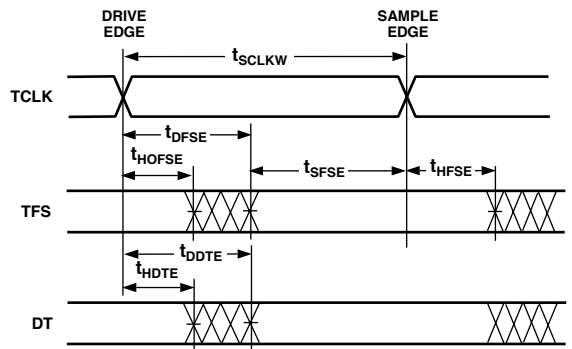 DRIVE EDGE
SAMPLE EDGE
tSCLKW
TCLK
tDFSE
tHOFSE
tSFSE
tHFSE
TFS
tDDTE
tHDTE
DT